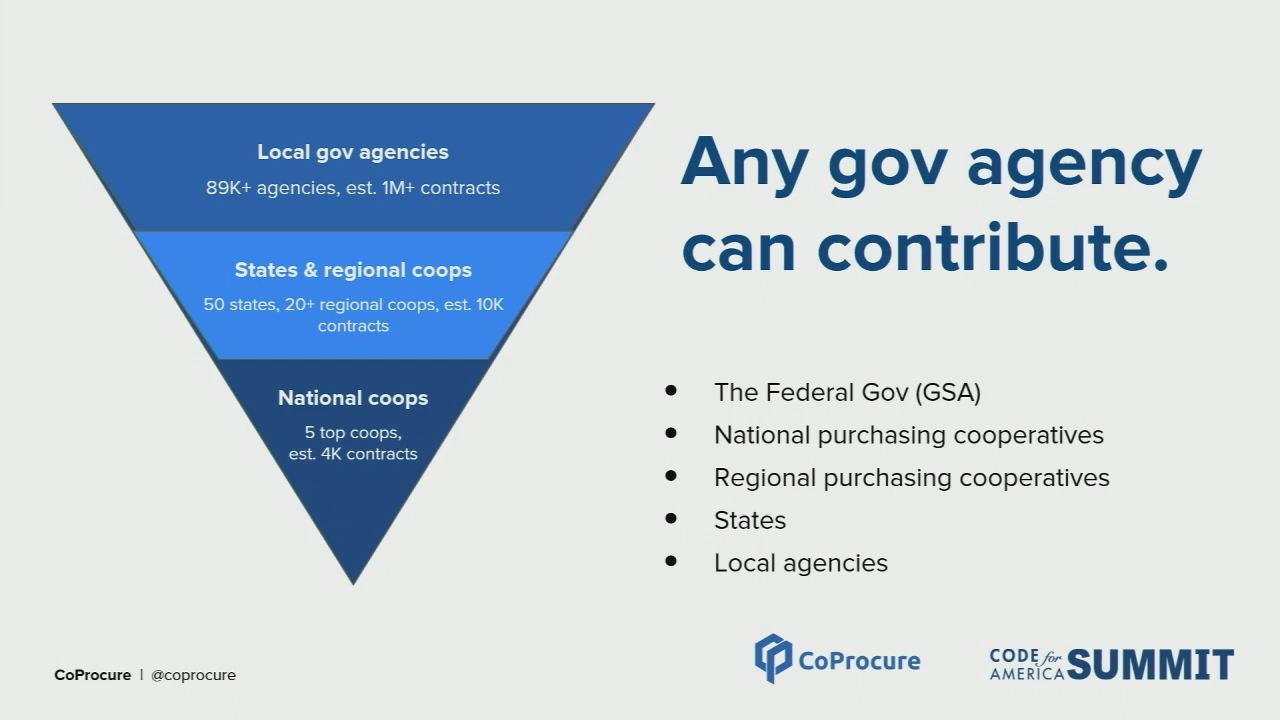 Local gov agencies
89K+ agencies, est. 1M+ contracts
States & regional coops
50 states, 20+ regional coops, est. 10K
contracts
National coops
5 top coops,
est. 4K contracts
Any gov agency
can contribute.
• The Federal Gov (GSA)
• National purchasing cooperatives
• Regional purchasing cooperatives
• States
• Local agencies
CoProcure | @coprocure
CoProcure
CODE for
AMERICA SUMMIT